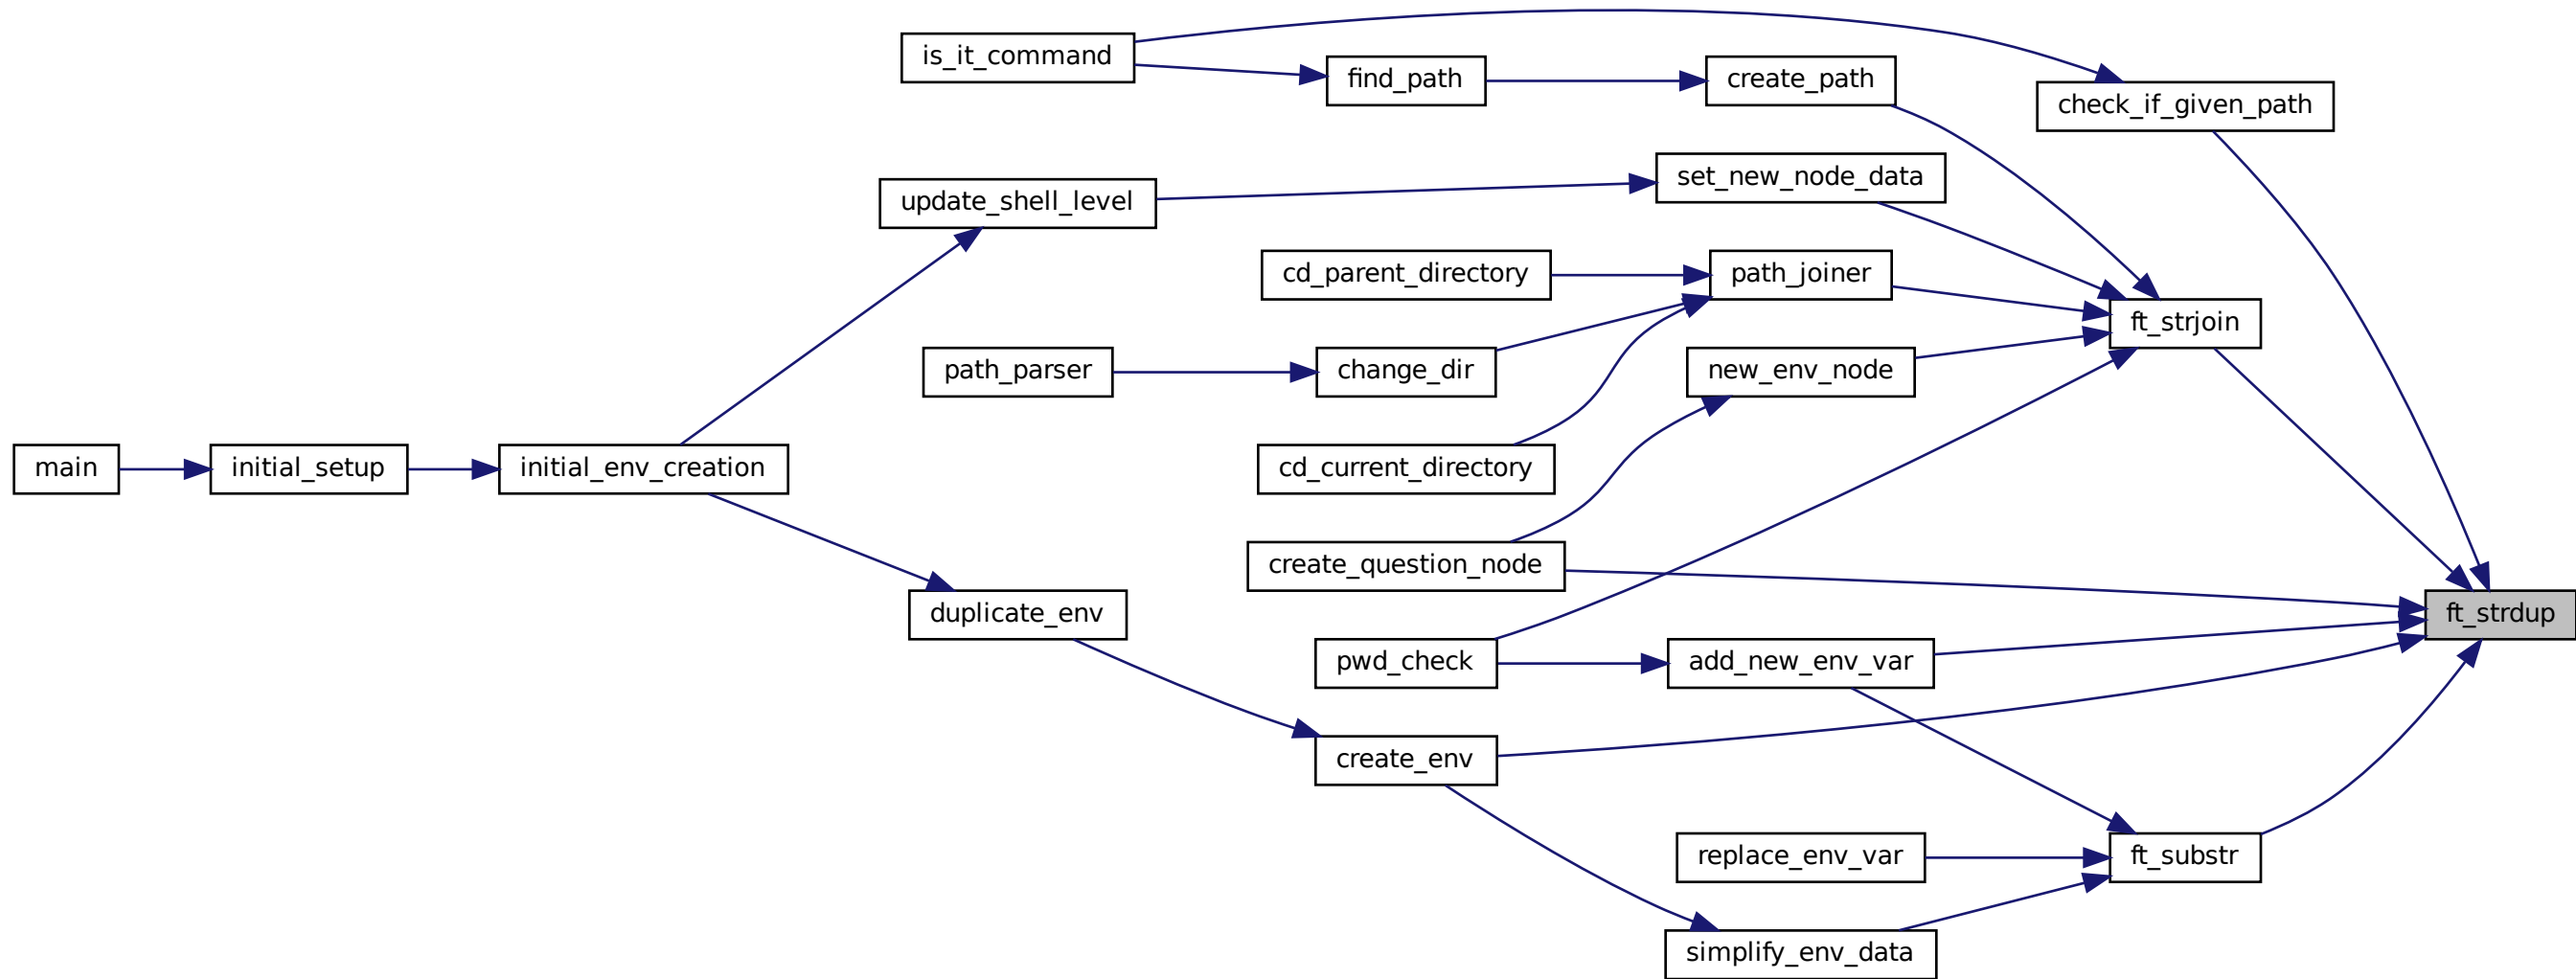 is_it_command
find_path
create_path
check_if_given_path
update_shell_level
set_new_node_data
cd_parent_directory
path_joiner
ft_strjoin
path_parser
change_dir
new_env_node
main
initial_setup
initial_env_creation
cd_current_directory
create_question_node
duplicate_env
ft_strdup
pwd_check
add_new_env_var
create_env
replace_env_var
ft_substr
simplify_env_data